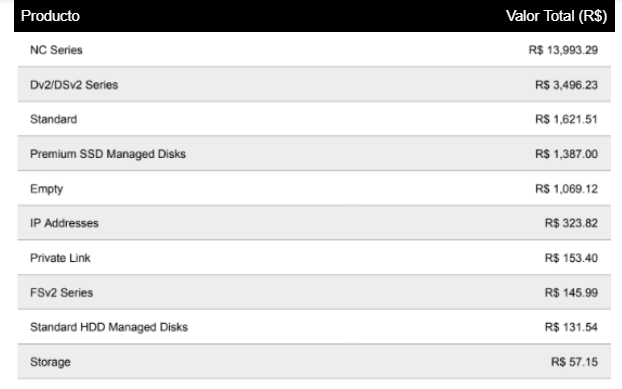 Producto Valor Total (R$)
NC Series R$ 13,993.29
Dv2/DSv2 Series R$ 3,496.23
Standard R$ 1,621.51
Premium SSD Managed Disks R$ 1,387.00
Empty R$ 1,069.12
IP Addresses R$ 323.82
Private Link R$ 153.40
FSv2 Series R$ 145.99
Standard HDD Managed Disks R$ 131.54
Storage R$ 57.15